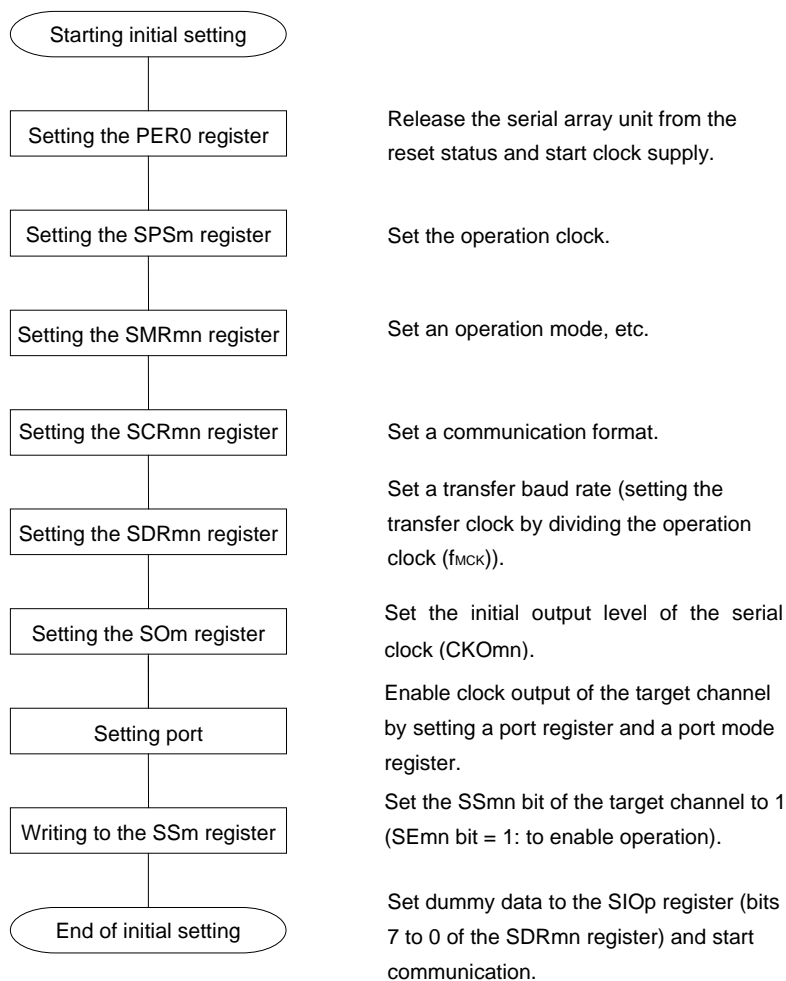 Starting initial setting
Setting the PER0 register
Release the serial array unit from the
reset status and start clock supply.
Setting the SPSm register
Set the operation clock.
Setting the SMRmn register
Set an operation mode, etc.
Setting the SCRmn register
Set a communication format.
Setting the SDRmn register
Set a transfer baud rate (setting the
transfer clock by dividing the operation
clock (fMCK)).
Setting the SOm register
Set the initial output level of the serial
clock (CKOmn).
Setting port
Enable clock output of the target channel
by setting a port register and a port mode
register.
Writing to the SSm register
Set the SSmn bit of the target channel to 1
(SEmn bit = 1: to enable operation).
End of initial setting
Set dummy data to the SIOp register (bits
7 to 0 of the SDRmn register) and start
communication.